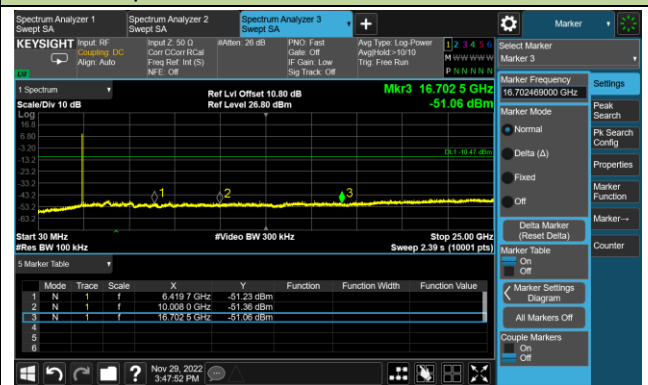 Spectrum Analyzer 1
Swept SA
Spectrum Analyzer 2
Swept SA
Spectrum Analyzer 3
Swept SA
Marker
KEYSIGHT
Input: RF
Coupling: DC
Align: Auto
Input Z: 50 Ω
Corr CCorr RCal
Freq Ref: Int (S)
NFE: Off
#Atten: 26 dB
PNO: Fast
Gate: Off
IF Gain: Low
Sig Track: Off
Avg Type: Log-Power
Avg|Hold:>10/10
Trig: Free Run
1 2 3 4 5 6
M W W W W W
P N N N N N
LXI
1 Spectrum
Scale/Div 10 dB
Ref Lvl Offset 10.80 dB
Ref Level 26.80 dBm
Mkr3 16.702 5 GHz
-51.06 dBm
Log
16.8
6.80
-3.20
-13.2
-23.2
-33.2
-43.2
-53.2
-63.2
DL1 -10.47 dBm
1
2
3
Start 30 MHz
#Res BW 100 kHz
#Video BW 300 kHz
Stop 25.00 GHz
Sweep 2.39 s (10001 pts)
5 Marker Table
Mode Trace Scale X Y Function Function Width Function Value
1 N 1 f 6.419 7 GHz -51.23 dBm
2 N 1 f 10.008 0 GHz -51.36 dBm
3 N 1 f 16.702 5 GHz -51.06 dBm
4
5
6
Select Marker
Marker 3
Marker Frequency
16.702469000 GHz
Marker Mode
Normal
Delta (Δ)
Fixed
Off
Delta Marker
(Reset Delta)
Marker Table
On
Off
Marker Settings
Diagram
All Markers Off
Couple Markers
On
Off
Settings
Peak
Search
Pk Search
Config
Properties
Marker
Function
Marker→
Counter
Nov 29, 2022
3:47:52 PM